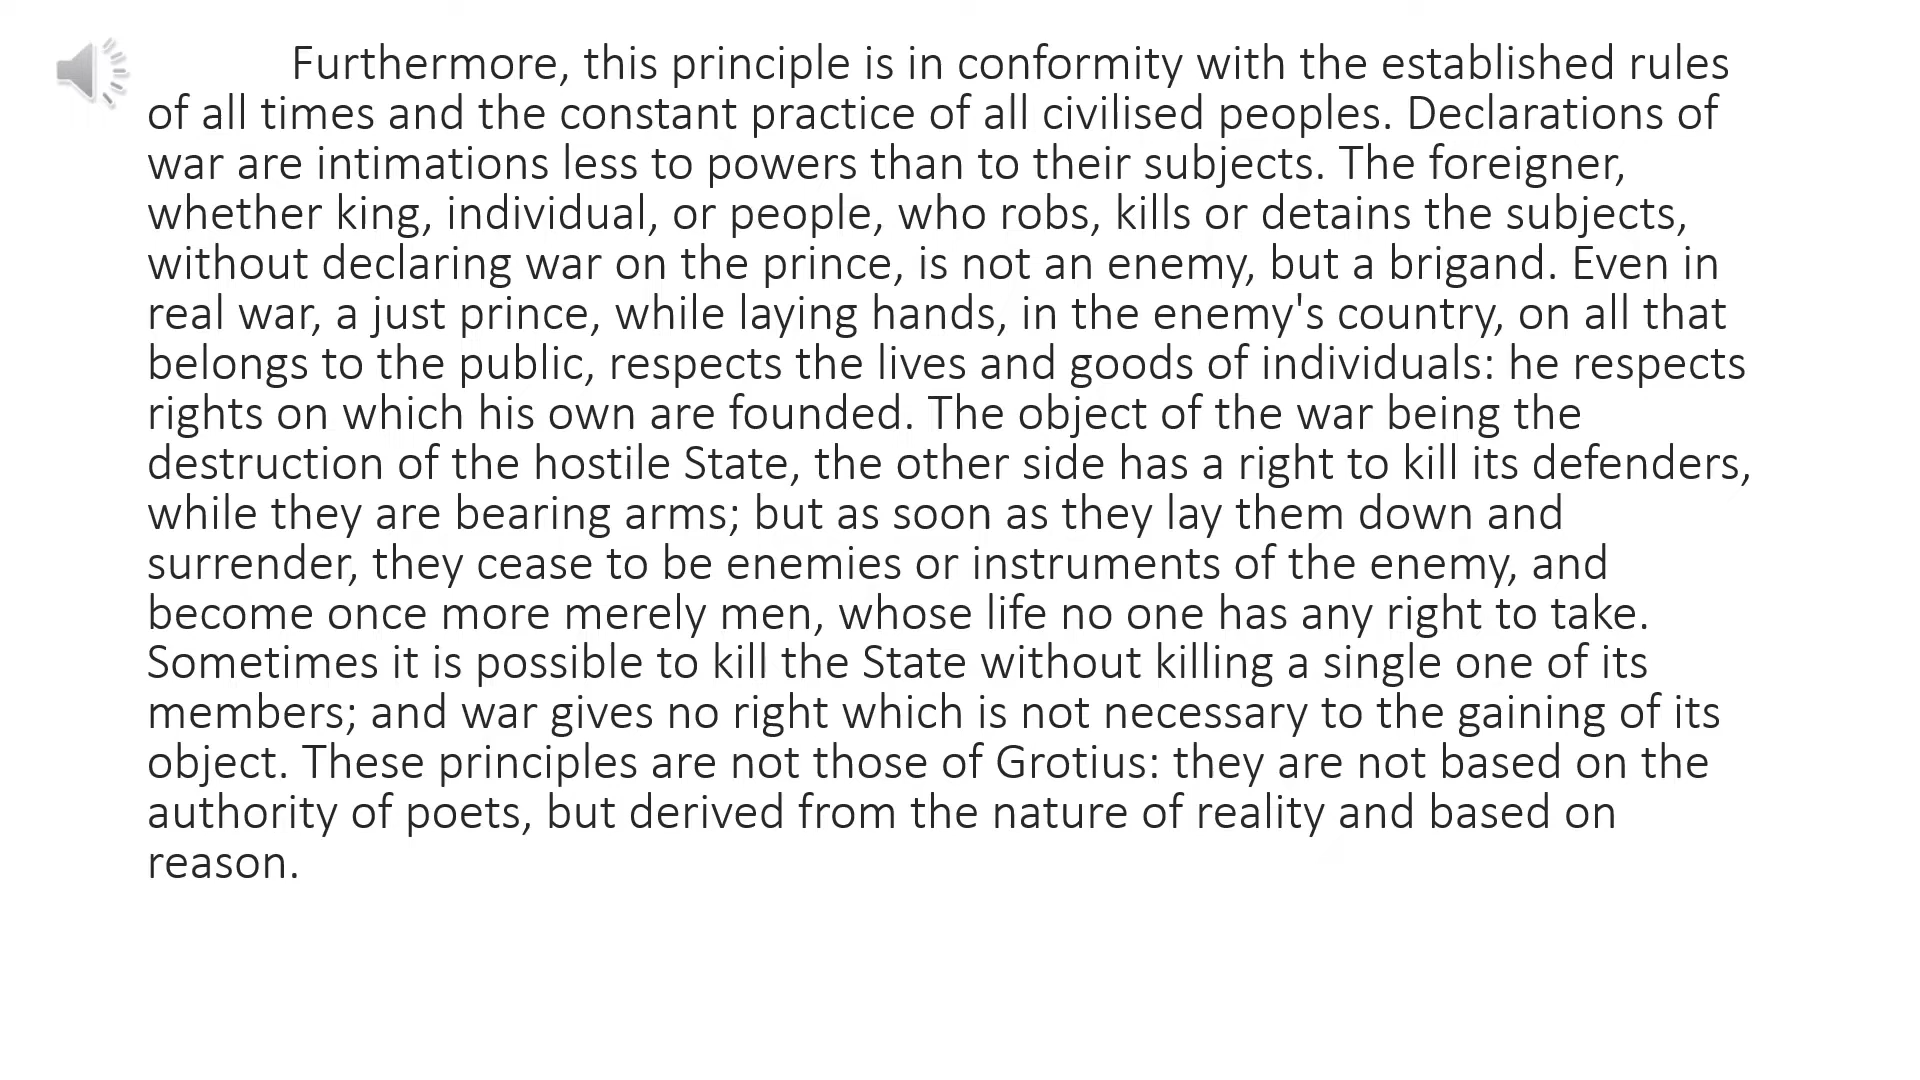 Furthermore, this principle is in conformity with the established rules
of all times and the constant practice of all civilised peoples. Declarations of
war are intimations less to powers than to their subjects. The foreigner,
whether king, individual, or people, who robs, kills or detains the subjects,
without declaring war on the prince, is not an enemy, but a brigand. Even in
real war, a just prince, while laying hands, in the enemy's country, on all that
belongs to the public, respects the lives and goods of individuals: he respects
rights on which his own are founded. The object of the war being the
destruction of the hostile State, the other side has a right to kill its defenders,
while they are bearing arms; but as soon as they lay them down and
surrender, they cease to be enemies or instruments of the enemy, and
become once more merely men, whose life no one has any right to take.
Sometimes it is possible to kill the State without killing a single one of its
members; and war gives no right which is not necessary to the gaining of its
object. These principles are not those of Grotius: they are not based on the
authority of poets, but derived from the nature of reality and based on
reason.